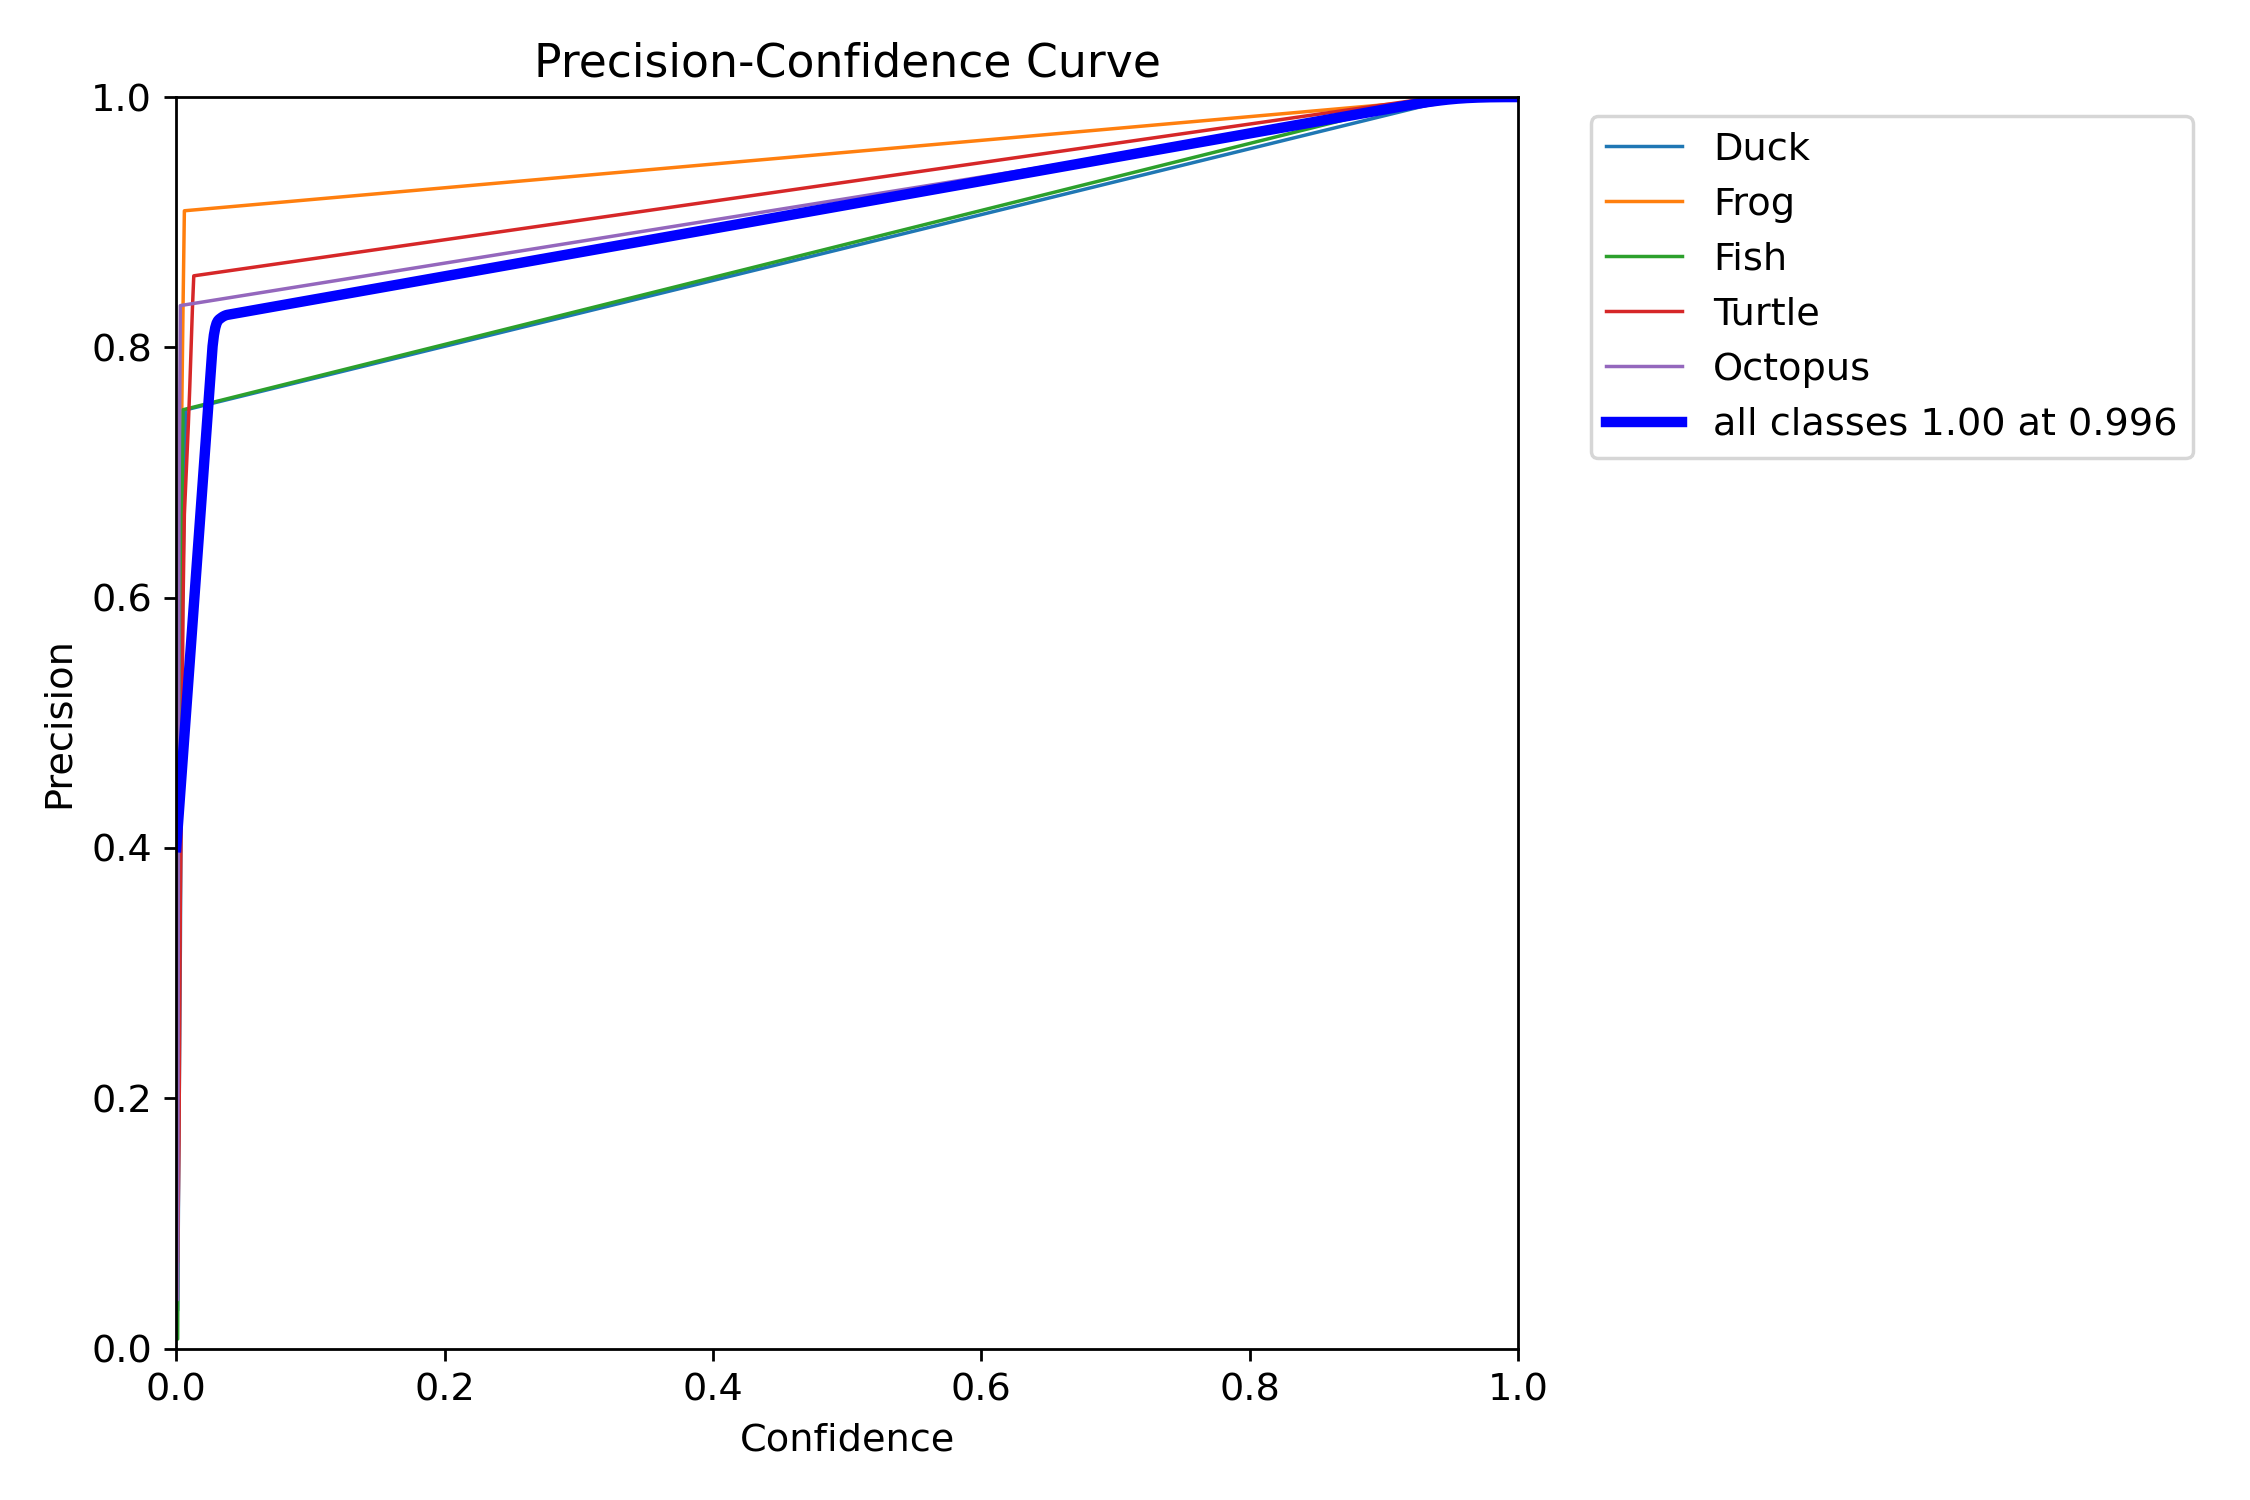 Precision-Confidence Curve
1.0
0.8
0.6
0.4
0.2
0.0
Precision
0.0 0.2 0.4 0.6 0.8 1.0
Confidence
Duck
Frog
Fish
Turtle
Octopus
all classes 1.00 at 0.996